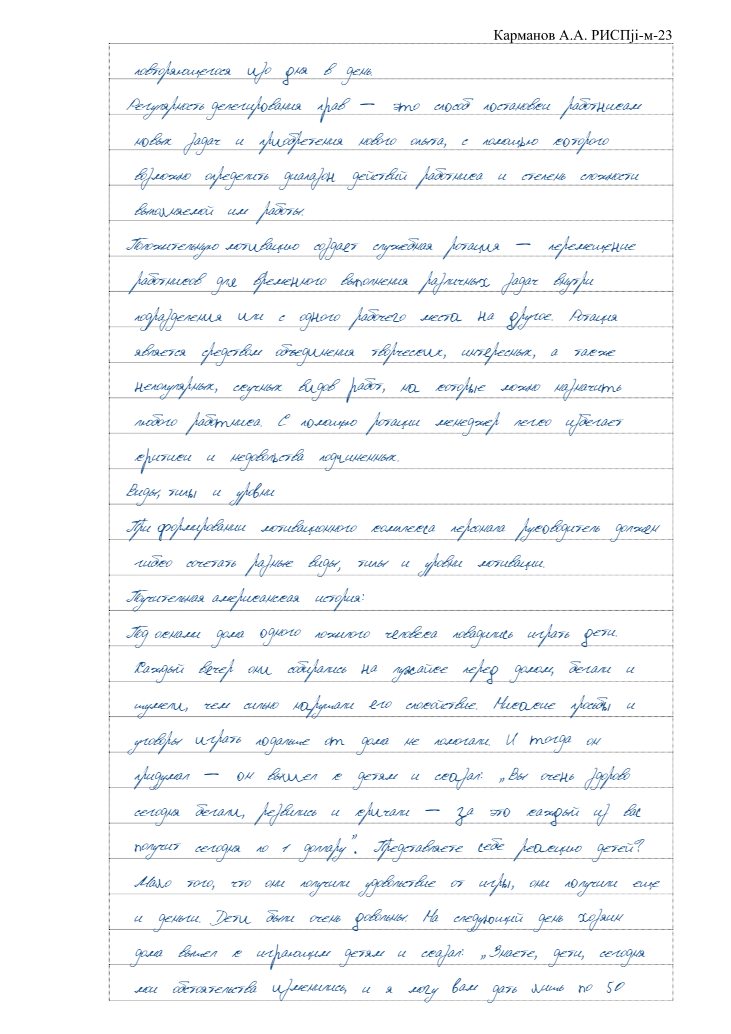 Карманов А.А. РИСПji-м-23
повторяющегося изо дня в день.
Регулярность делегирования прав — это способ постановки работникам
новых задач и приобретения нового опыта, с помощью которого
возможно определить диапазон действий работника и степень сложности
выполняемой им работы.
Положительную мотивацию создает служебная ротация — перемещение
работников для временного выполнения различных задач внутри
подразделения или с одного рабочего места на другое. Ротация
является средством объединения творческих, интересных, а также
непопулярных, скучных видов работ, на которые можно назначить
любого работника. С помощью ротации менеджер легко избегает
критики и недовольства подчиненных.
Виды, типы и уровни
При формировании мотивационного комплекса персонала руководитель должен
гибко сочетать разные виды, типы и уровни мотивации.
Поучительная американская история:
Под окнами дома одного пожилого человека повадились играть дети.
Каждый вечер они собирались на лужайке перед домом, бегали и
шумели, чем сильно нарушали его спокойствие. Никакие просьбы и
уговоры играть подальше от дома не помогали. И тогда он
придумал — он вышел к детям и сказал: „Вы очень здорово
сегодня бегали, резвились и кричали — за это каждый из вас
получит сегодня по 1 доллару”. Представляете себе реакцию детей?
Мало того, что они получили удовольствие от игры, они получили еще
и деньги. Дети были очень довольны. На следующий день хозяин
дома вышел к играющим детям и сказал: „Знаете, дети, сегодня
мои обстоятельства изменились, и я могу вам дать лишь по 50